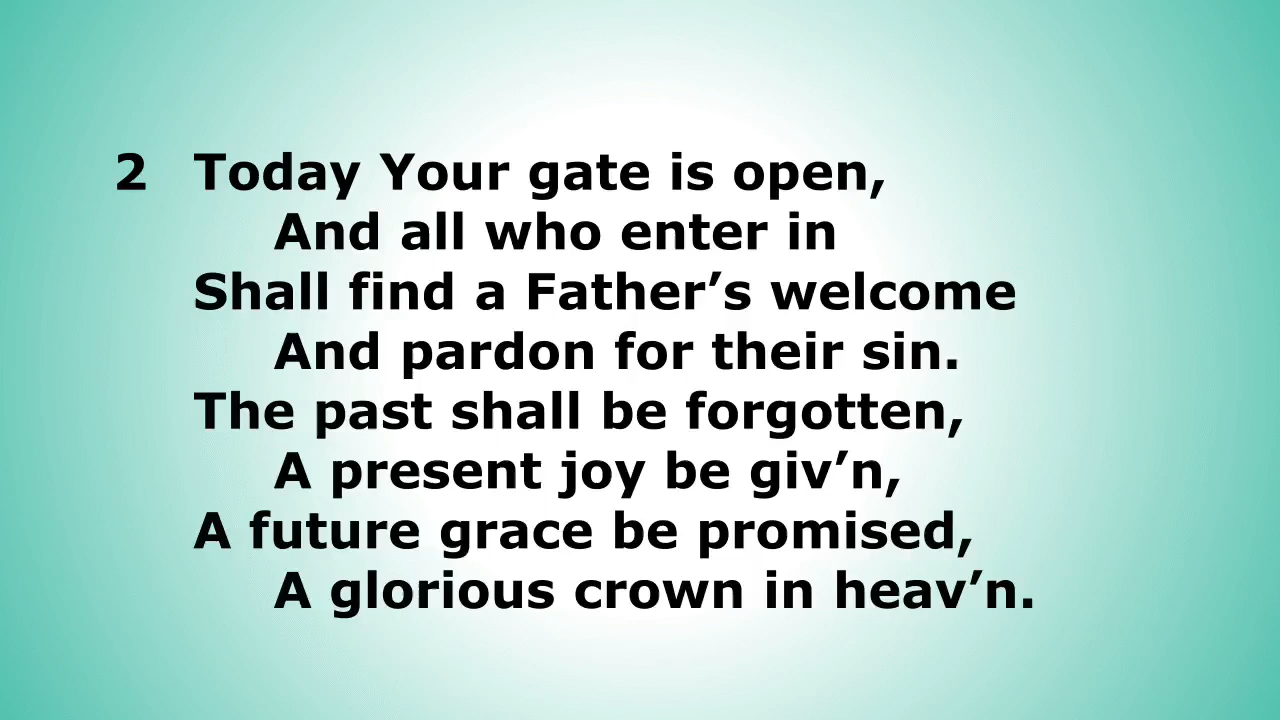 2 Today Your gate is open,
And all who enter in
Shall find a Father’s welcome
And pardon for their sin.
The past shall be forgotten,
A present joy be giv’n,
A future grace be promised,
A glorious crown in heav’n.